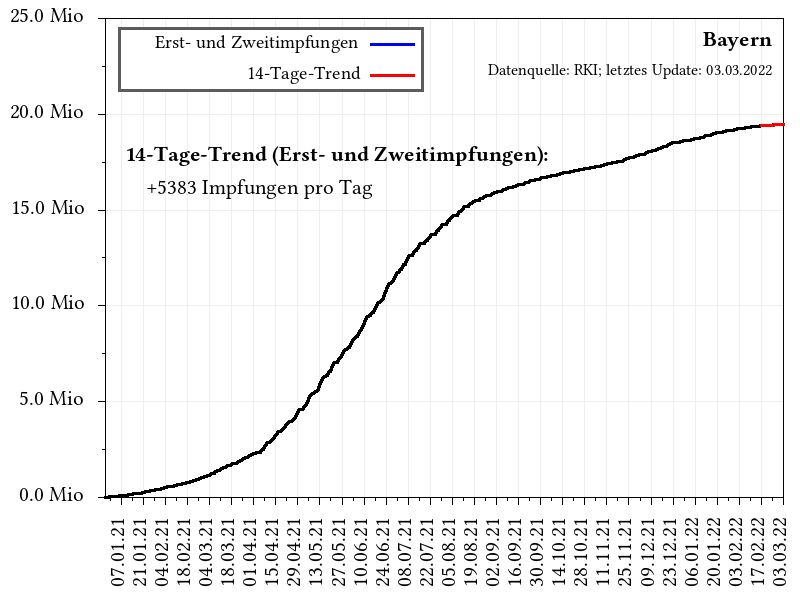 25.0 Mio
20.0 Mio
15.0 Mio
10.0 Mio
5.0 Mio
0.0 Mio
Erst- und Zweitimpfungen
14-Tage-Trend
Bayern
Datenquelle: RKI; letztes Update: 03.03.2022
14-Tage-Trend (Erst- und Zweitimpfungen):
+5383 Impfungen pro Tag
07.01.21
21.01.21
04.02.21
18.02.21
04.03.21
18.03.21
01.04.21
15.04.21
29.04.21
13.05.21
27.05.21
10.06.21
24.06.21
08.07.21
22.07.21
05.08.21
19.08.21
02.09.21
16.09.21
30.09.21
14.10.21
28.10.21
11.11.21
25.11.21
09.12.21
23.12.21
06.01.22
20.01.22
03.02.22
17.02.22
03.03.22